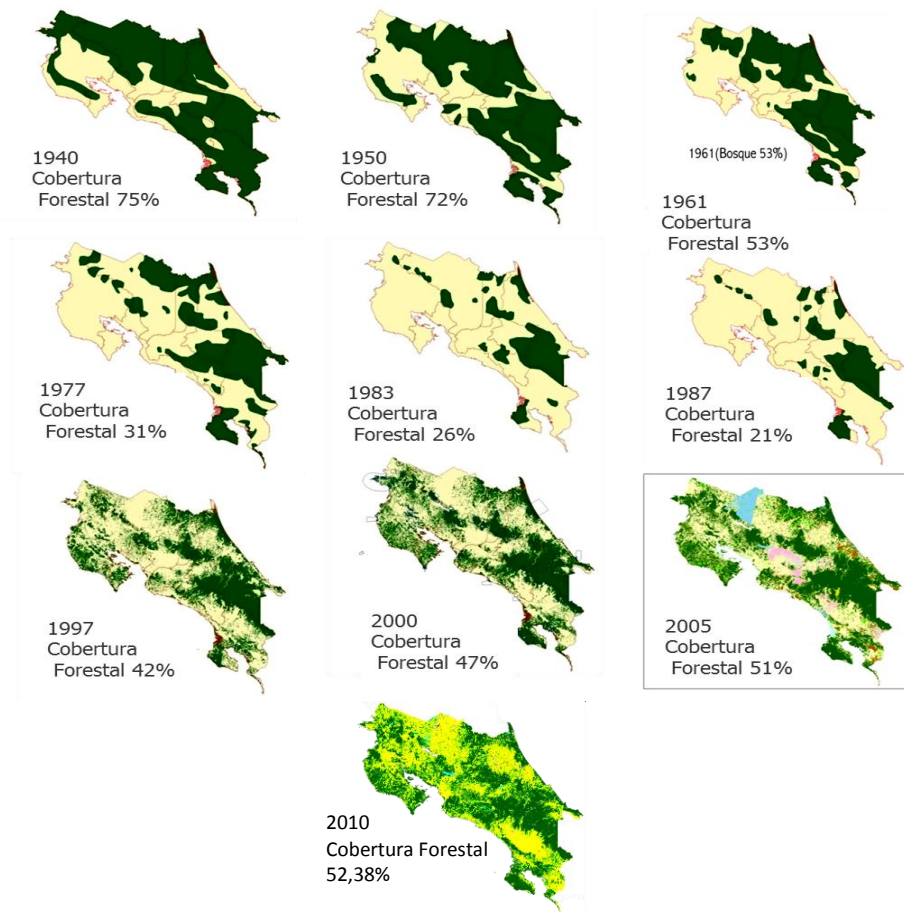 1940
Cobertura
Forestal 75%
1950
Cobertura
Forestal 72%
1961(Bosque 53%)
1961
Cobertura
Forestal 53%
1977
Cobertura
Forestal 31%
1983
Cobertura
Forestal 26%
1987
Cobertura
Forestal 21%
1997
Cobertura
Forestal 42%
2000
Cobertura
Forestal 47%
2005
Cobertura
Forestal 51%
2010
Cobertura Forestal
52,38%